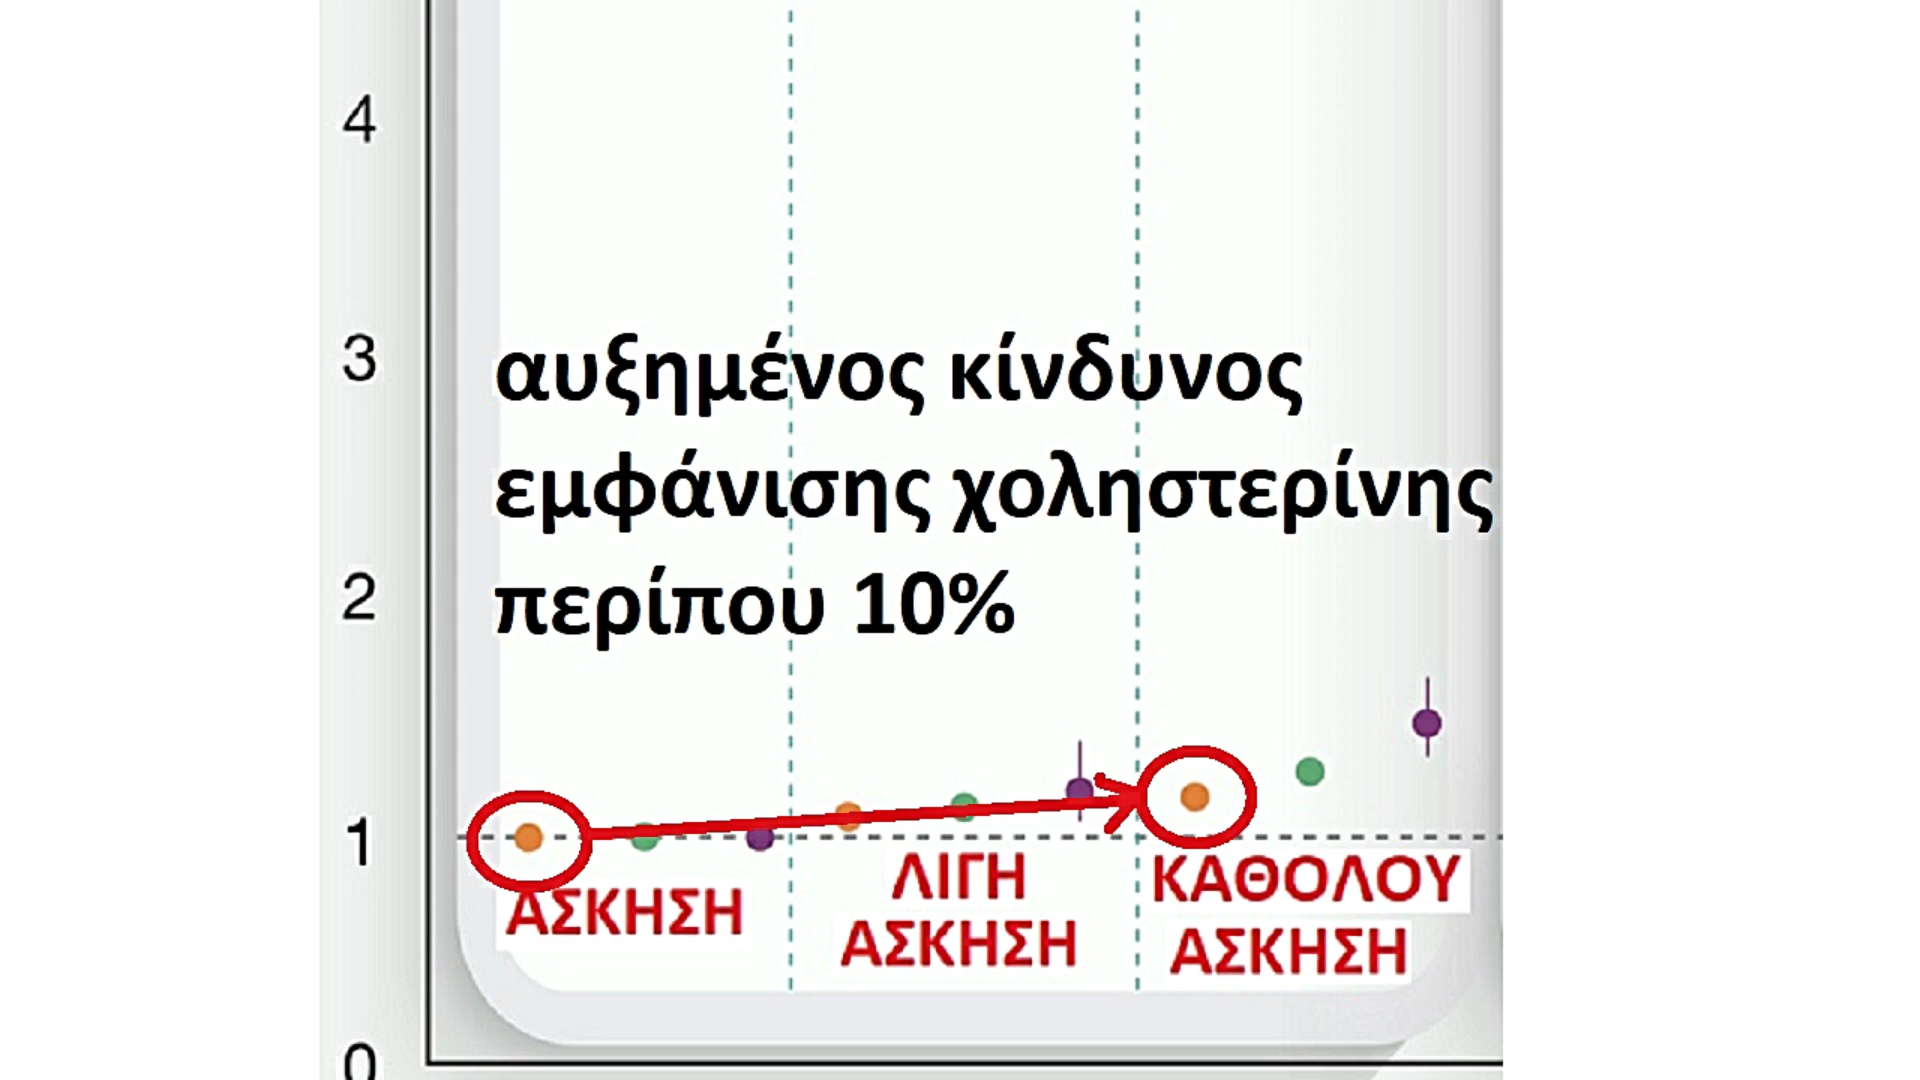 4
3
αυξημένος κίνδυνος
εμφάνισης χοληστερίνης
2
περίπου 10%
1
ΑΣΚΗΣΗ
ΛΙΓΗ
ΑΣΚΗΣΗ
ΚΑΘΟΛΟΥ
ΑΣΚΗΣΗ
0